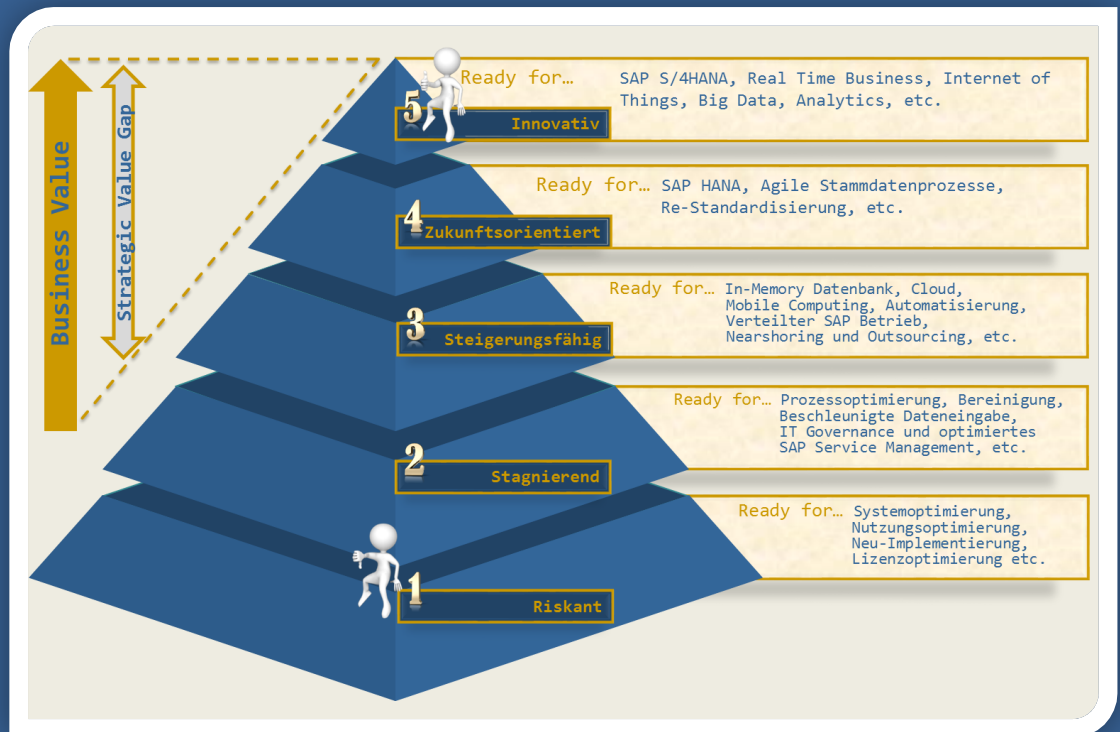 Business Value
Strategic Value Gap
Ready for…
SAP S/4HANA, Real Time Business, Internet of
Things, Big Data, Analytics, etc.
5
Innovativ
Ready for…
SAP HANA, Agile Stammdatenprozesse,
Re-Standardisierung, etc.
4
Zukunftsorientiert
Ready for…
In-Memory Datenbank, Cloud,
Mobile Computing, Automatisierung,
Verteilter SAP Betrieb,
Nearshoring und Outsourcing, etc.
3
Steigerungsfähig
Ready for…
Prozessoptimierung, Bereinigung,
Beschleunigte Dateneingabe,
IT Governance und optimiertes
SAP Service Management, etc.
2
Stagnierend
Ready for…
Systemoptimierung,
Nutzungsoptimierung,
Neu-Implementierung,
Lizenzoptimierung etc.
1
Riskant